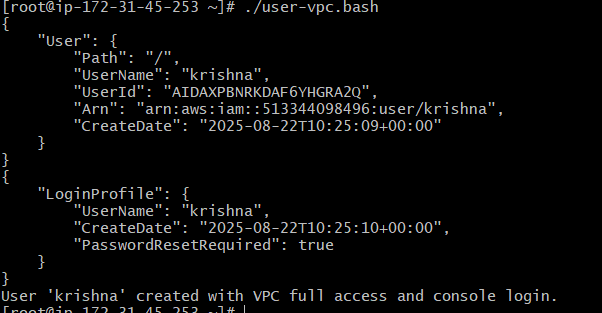 [root@ip-172-31-45-253 ~]# ./user-vpc.bash
{
    "User": {
        "Path": "/",
        "UserName": "krishna",
        "UserId": "AIDAXPBNRKDAF6YHGRA2Q",
        "Arn": "arn:aws:iam::513344098496:user/krishna",
        "CreateDate": "2025-08-22T10:25:09+00:00"
    }
}
{
    "LoginProfile": {
        "UserName": "krishna",
        "CreateDate": "2025-08-22T10:25:10+00:00",
        "PasswordResetRequired": true
    }
}
User 'krishna' created with VPC full access and console login.
[root@ip-172-31-45-253 ~]#